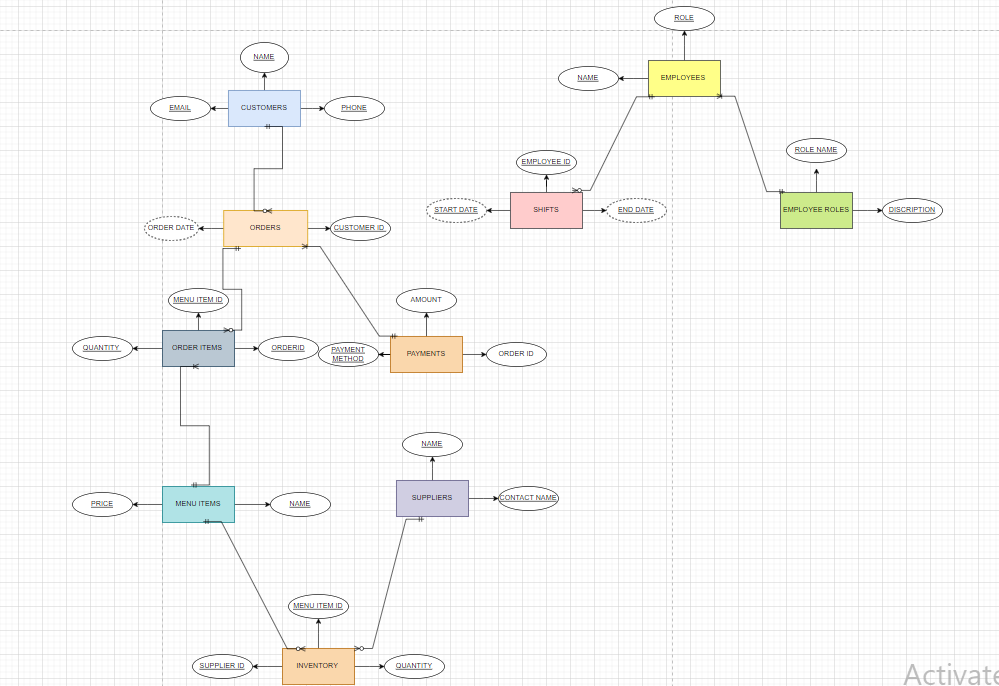 ROLE
NAME
NAME
EMPLOYEES
EMAIL
CUSTOMERS
PHONE
ROLE NAME
EMPLOYEE ID
START DATE
SHIFTS
END DATE
EMPLOYEE ROLES
DISCRIPTION
ORDER DATE
ORDERS
CUSTOMER ID
MENU ITEM ID
AMOUNT
QUANTITY
ORDER ITEMS
ORDERID
PAYMENT
METHOD
PAYMENTS
ORDER ID
NAME
PRICE
MENU ITEMS
NAME
SUPPLIERS
CONTACT NAME
MENU ITEM ID
SUPPLIER ID
INVENTORY
QUANTITY
Activate